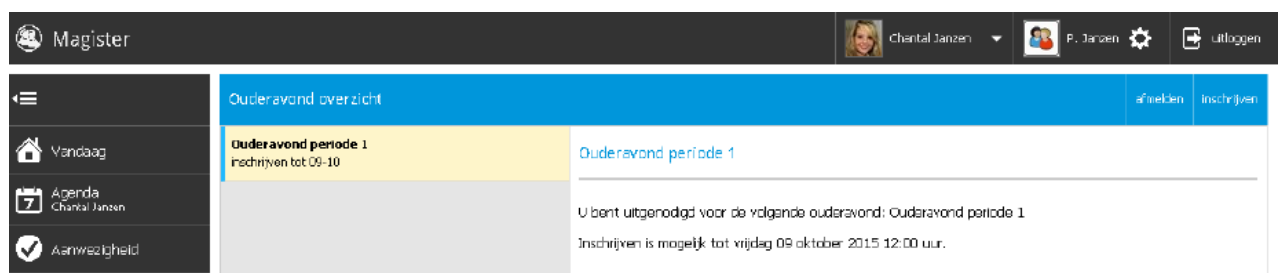 Magister
Chantal Janzen
P. Janzen
uitloggen
Ouderavond overzicht
afmelden
inschrijven
Vandaag
Ouderavond periode 1
inschrijven tot 09-10
Ouderavond periode 1
7
Agenda
Chantal Janzen
U bent uitgenodigd voor de volgende ouderavond: Ouderavond periode 1
Aanwezigheid
Inschrijven is mogelijk tot vrijdag 09 oktober 2015 12:00 uur.